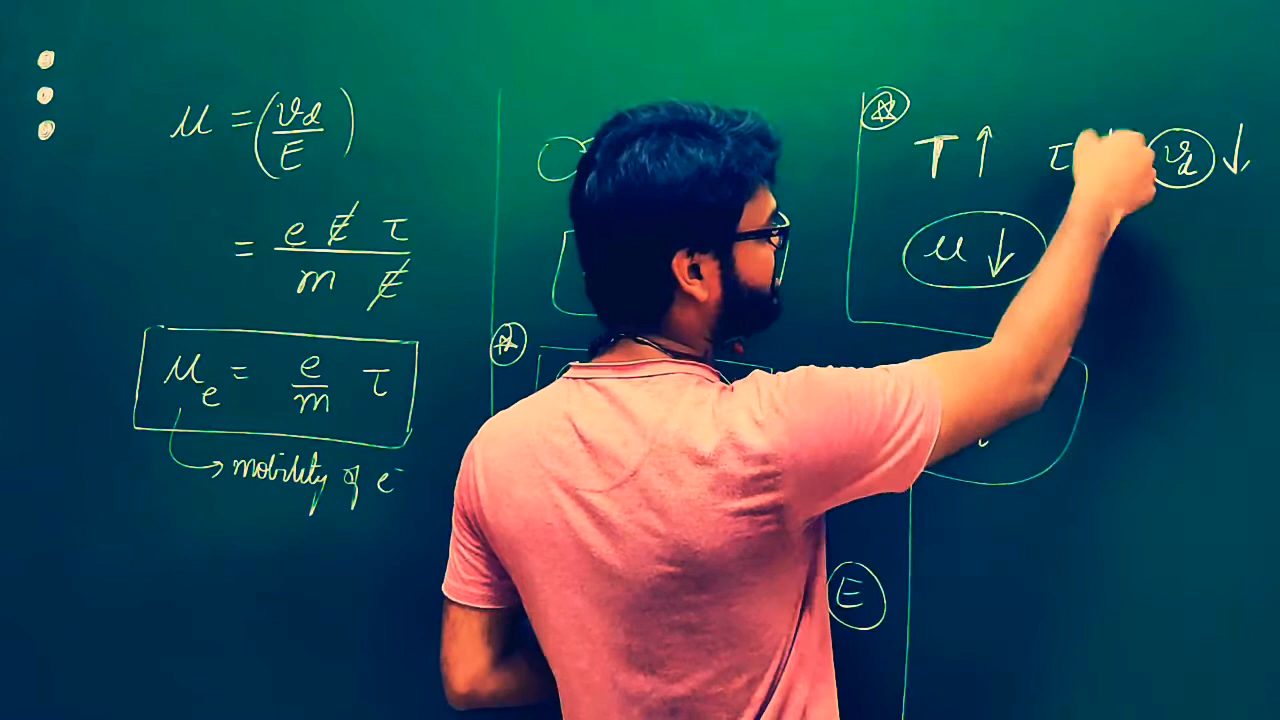 μ = (vd/E)
= e E τ / m E
μe = e/m τ
→ mobility of e⁻
T ↑ τ vd ↓
μ ↓
E